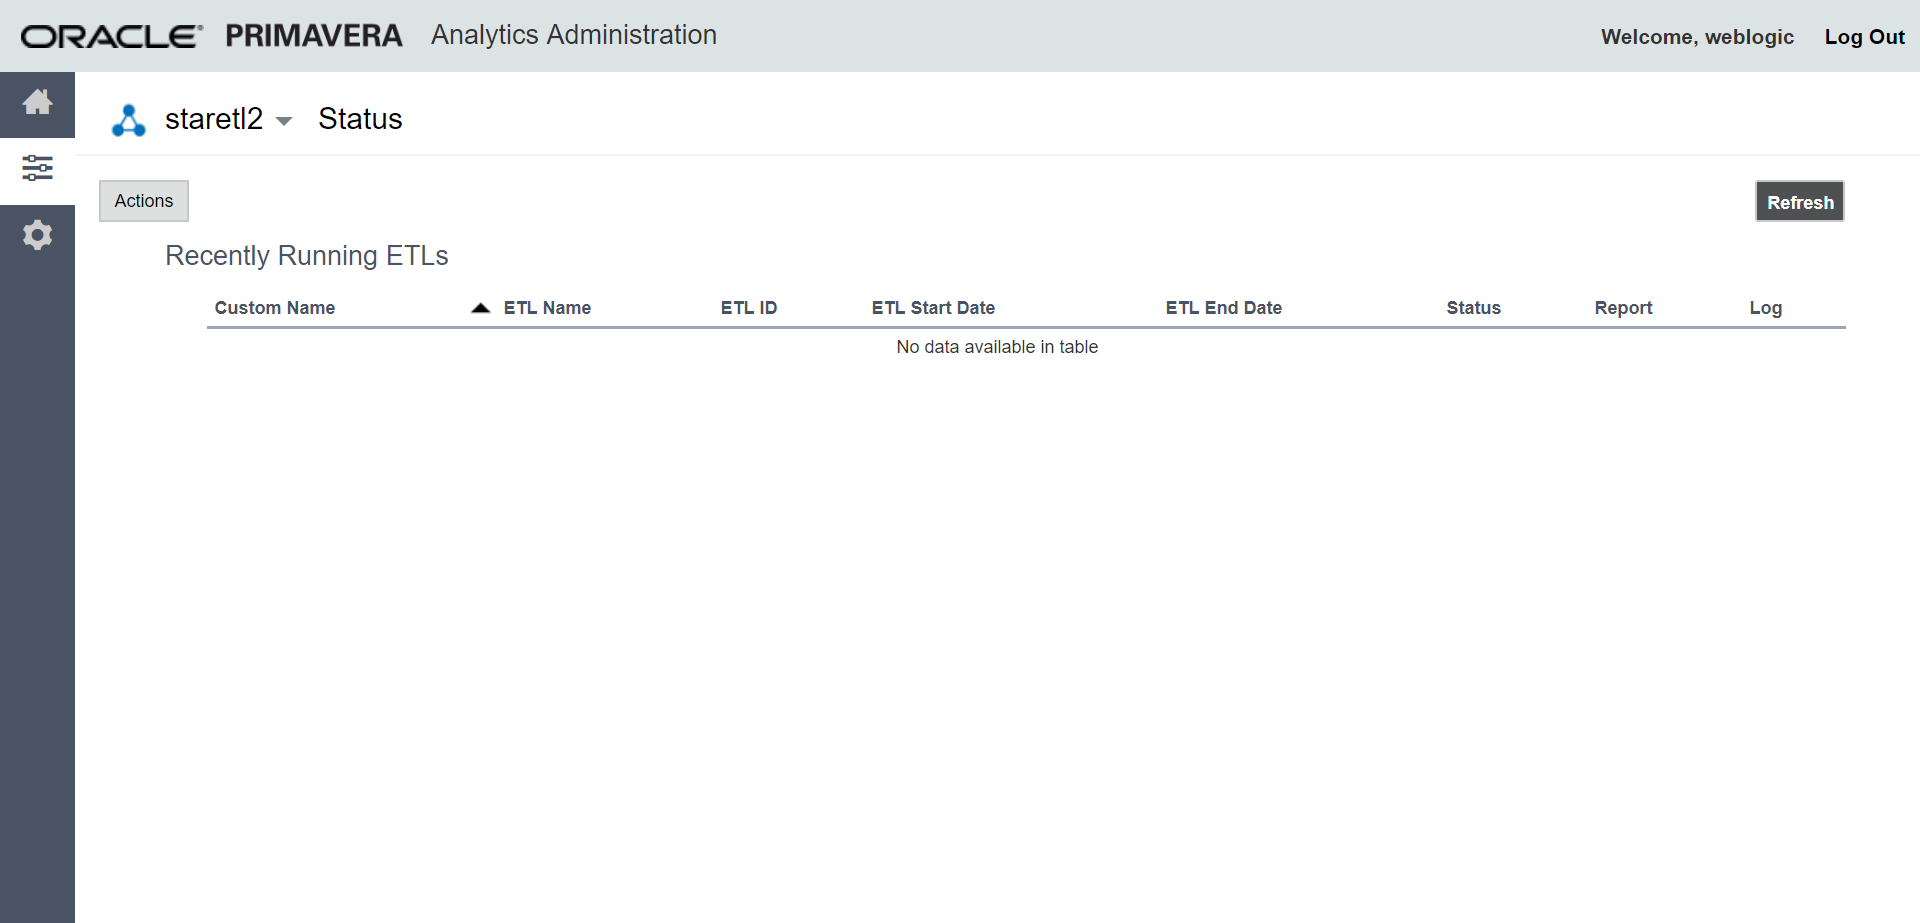 ORACLE® PRIMAVERA Analytics Administration Welcome, weblogic Log Out
staretl2 Status
Actions Refresh
Recently Running ETLs
Custom Name ETL Name ETL ID ETL Start Date ETL End Date Status Report Log
No data available in table